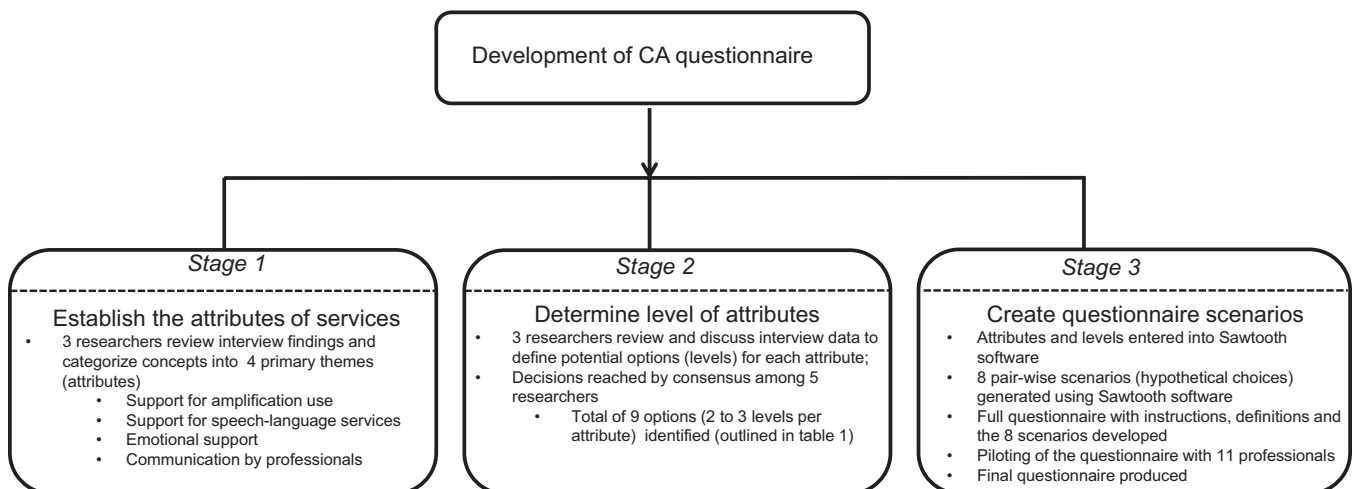 Development of CA questionnaire
Stage 1
Establish the attributes of services
• 3 researchers review interview findings and
categorize concepts into 4 primary themes
(attributes)
• Support for amplification use
• Support for speech-language services
• Emotional support
• Communication by professionals
Stage 2
Determine level of attributes
• 3 researchers review and discuss interview data to
define potential options (levels) for each attribute;
• Decisions reached by consensus among 5
researchers
• Total of 9 options (2 to 3 levels per
attribute) identified (outlined in table 1)
Stage 3
Create questionnaire scenarios
• Attributes and levels entered into Sawtooth
software
• 8 pair-wise scenarios (hypothetical choices)
generated using Sawtooth software
• Full questionnaire with instructions, definitions and
the 8 scenarios developed
• Piloting of the questionnaire with 11 professionals
• Final questionnaire produced